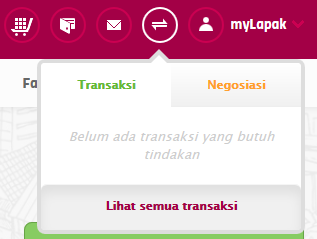 myLapak
Fa
Transaksi Negosiasi
Belum ada transaksi yang butuh
tindakan
Lihat semua transaksi